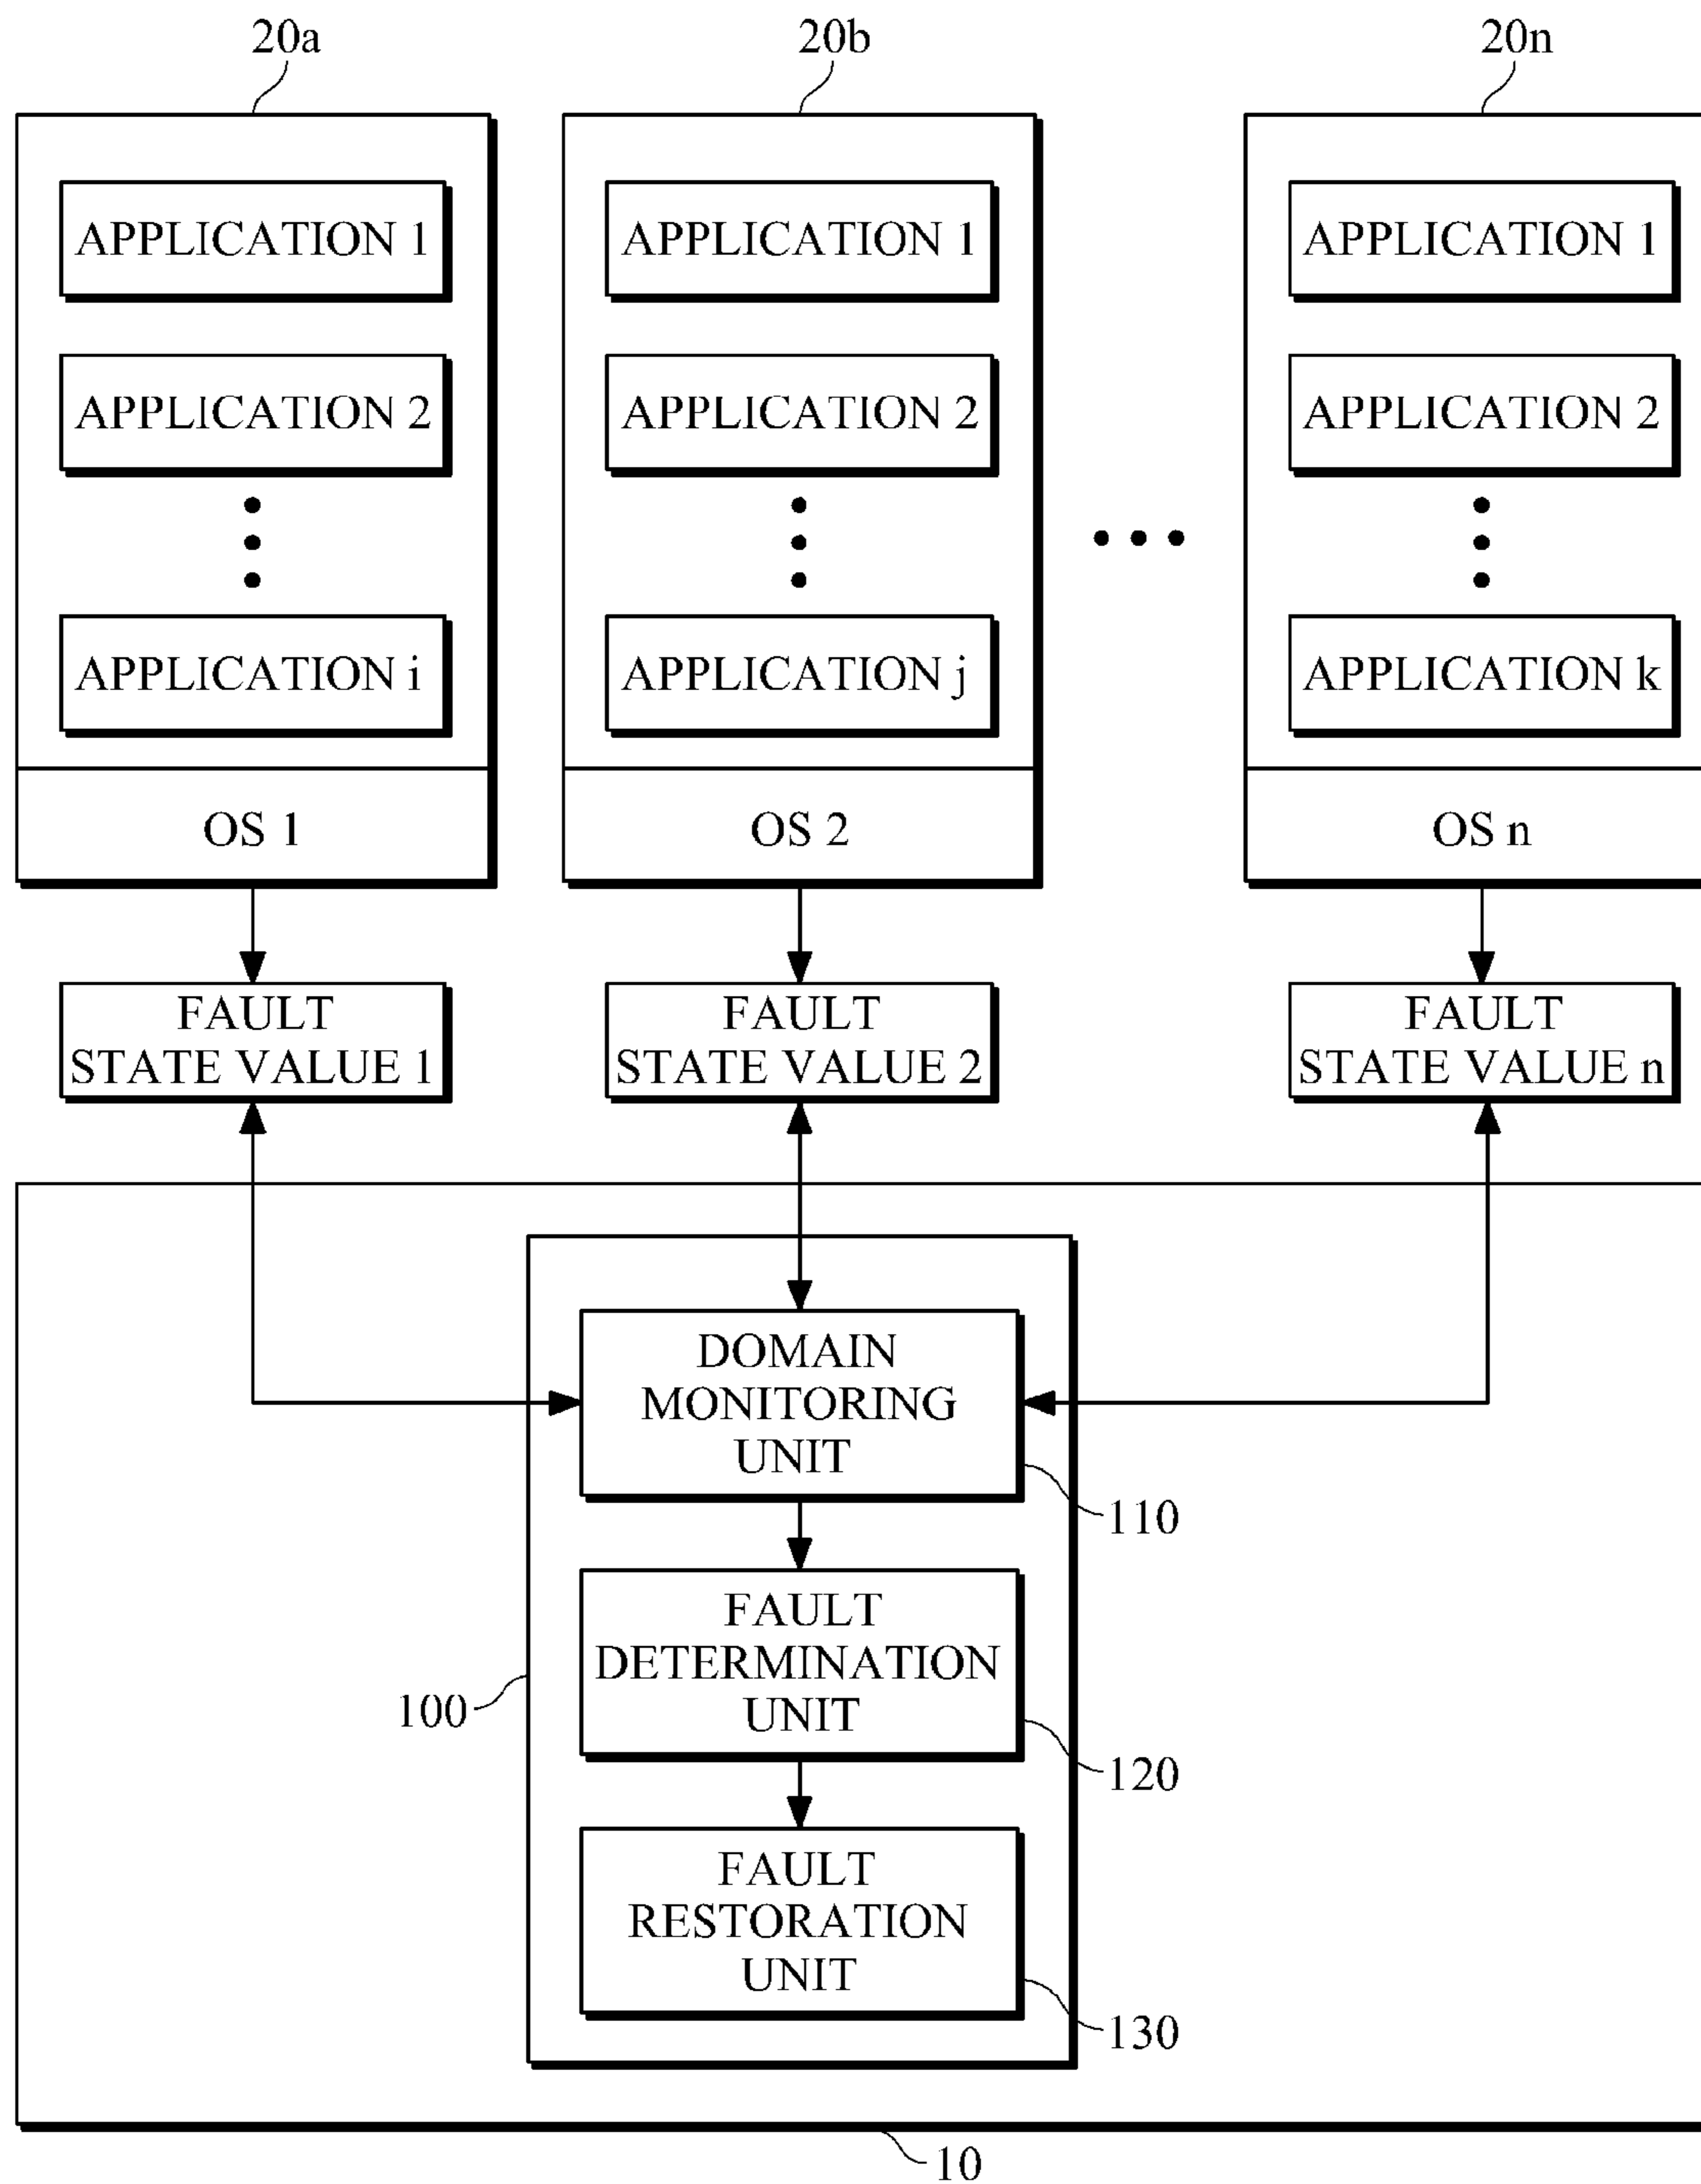 20a
20b
20n
APPLICATION 1
APPLICATION 1
APPLICATION 1
APPLICATION 2
APPLICATION 2
APPLICATION 2
APPLICATION i
APPLICATION j
APPLICATION k
OS 1
OS 2
OS n
FAULT
STATE VALUE 1
FAULT
STATE VALUE 2
FAULT
STATE VALUE n
DOMAIN
MONITORING
UNIT
110
FAULT
DETERMINATION
UNIT
100
120
FAULT
RESTORATION
UNIT
130
10